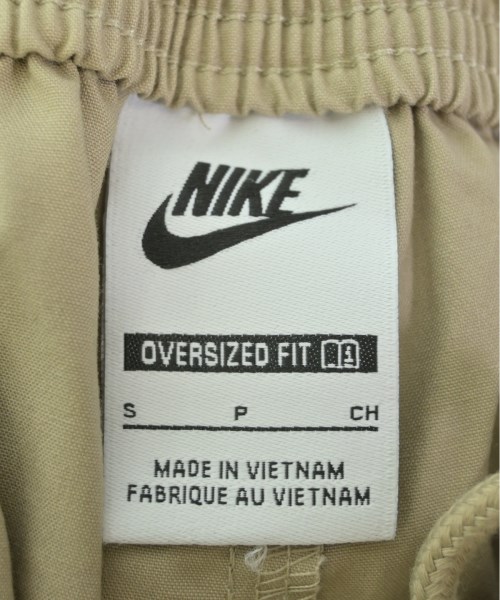 NIKE
OVERSIZED FIT
S P CH
MADE IN VIETNAM
FABRIQUE AU VIETNAM